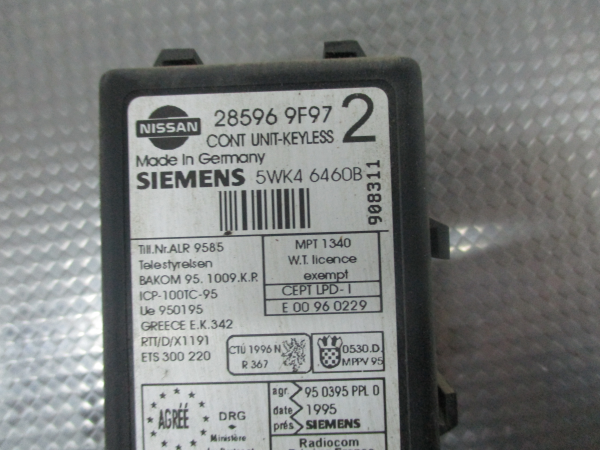 NISSAN
28596 9F97 2
CONT UNIT-KEYLESS
Made In Germany
SIEMENS 5WK4 6460B
908311
Till.Nr.ALR 9585
Telestyrelsen
BAKOM 95. 1009.K.P.
ICP-100TC-95
Ue 950195
GREECE E.K.342
RTT/D/X1191
ETS 300 220
MPT 1340
W.T. licence
exempt
CEPT LPD- I
E 00 96 0229
CTÚ 1996 N
R 367
0530.D.
MPPV 95
AGRÉÉ
DRG
Ministère
agr. 95 0395 PPL 0
date 1995
prés SIEMENS
Radiocom